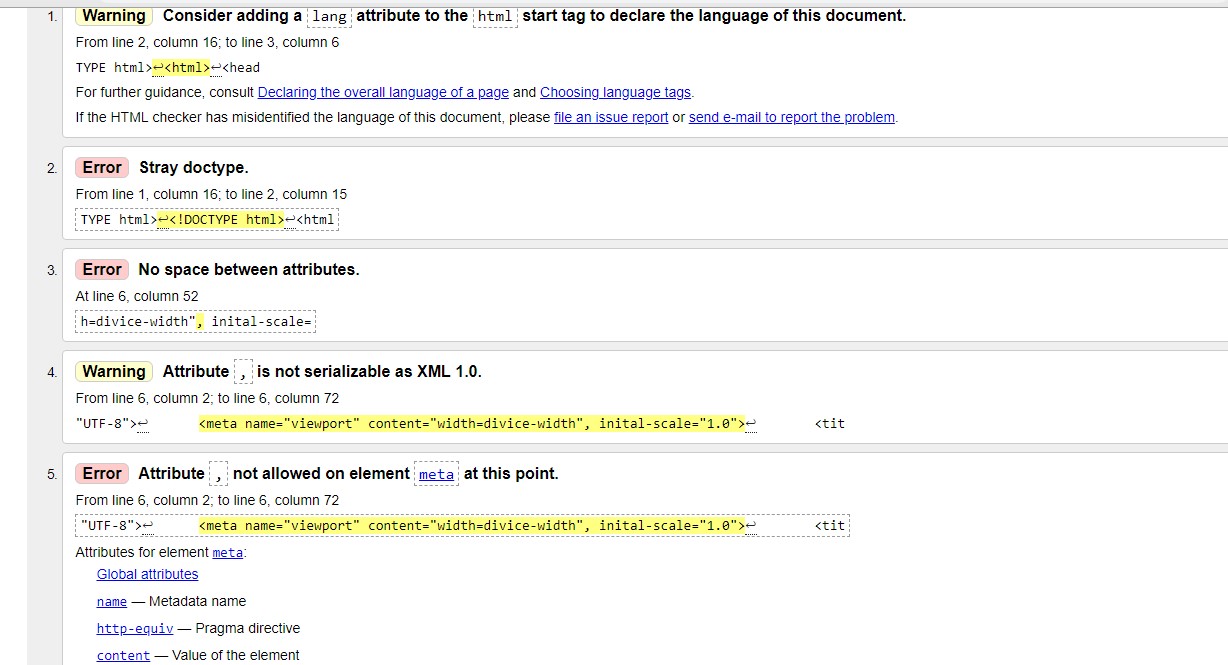 1. Warning Consider adding a lang attribute to the html start tag to declare the language of this document.
From line 2, column 16; to line 3, column 6
TYPE html>↩<html>↩<head
For further guidance, consult Declaring the overall language of a page and Choosing language tags.
If the HTML checker has misidentified the language of this document, please file an issue report or send e-mail to report the problem.
2. Error Stray doctype.
From line 1, column 16; to line 2, column 15
TYPE html>↩<!DOCTYPE html>↩<html
3. Error No space between attributes.
At line 6, column 52
h=divice-width", inital-scale=
4. Warning Attribute , is not serializable as XML 1.0.
From line 6, column 2; to line 6, column 72
"UTF-8">↩ <meta name="viewport" content="width=divice-width", inital-scale="1.0">↩ <tit
5. Error Attribute , not allowed on element meta at this point.
From line 6, column 2; to line 6, column 72
"UTF-8">↩ <meta name="viewport" content="width=divice-width", inital-scale="1.0">↩ <tit
Attributes for element meta:
Global attributes
name — Metadata name
http-equiv — Pragma directive
content — Value of the element